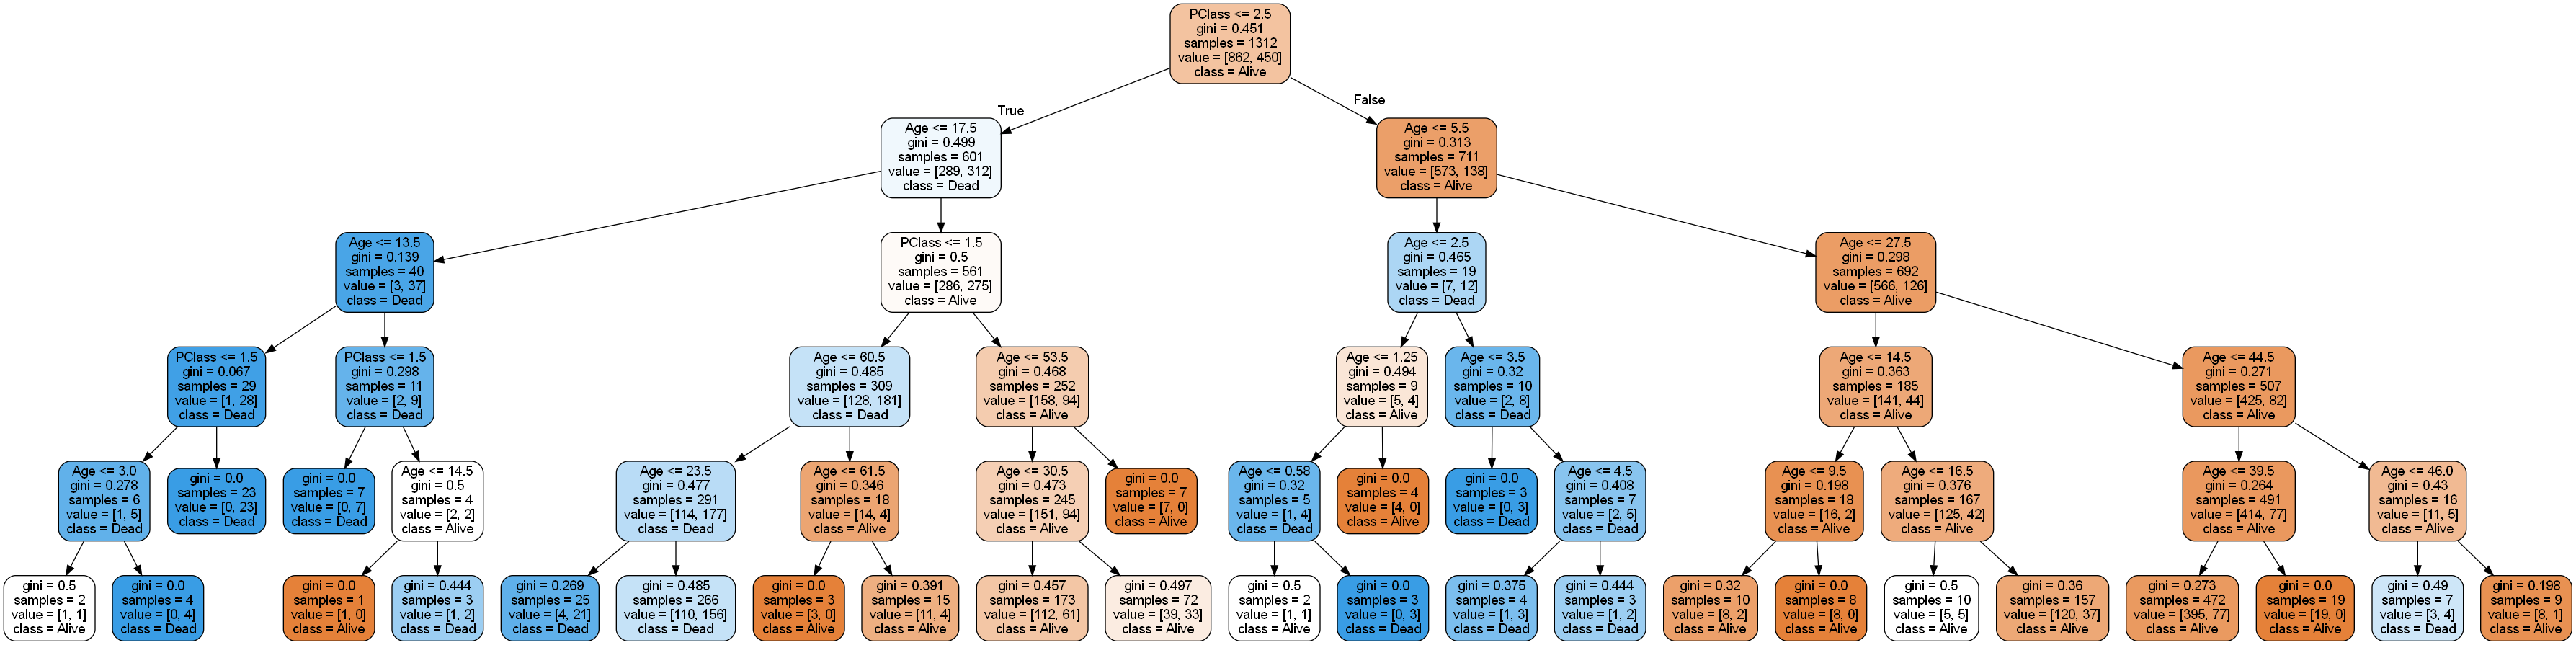 PClass <= 2.5
gini = 0.451
samples = 1312
value = [862, 450]
class = Alive
True
False
Age <= 17.5
gini = 0.499
samples = 601
value = [289, 312]
class = Dead
Age <= 5.5
gini = 0.313
samples = 711
value = [573, 138]
class = Alive
Age <= 13.5
gini = 0.139
samples = 40
value = [3, 37]
class = Dead
PClass <= 1.5
gini = 0.5
samples = 561
value = [286, 275]
class = Alive
Age <= 2.5
gini = 0.465
samples = 19
value = [7, 12]
class = Dead
Age <= 27.5
gini = 0.298
samples = 692
value = [566, 126]
class = Alive
PClass <= 1.5
gini = 0.067
samples = 29
value = [1, 28]
class = Dead
PClass <= 1.5
gini = 0.298
samples = 11
value = [2, 9]
class = Dead
Age <= 60.5
gini = 0.485
samples = 309
value = [128, 181]
class = Dead
Age <= 53.5
gini = 0.468
samples = 252
value = [158, 94]
class = Alive
Age <= 1.25
gini = 0.494
samples = 9
value = [5, 4]
class = Alive
Age <= 3.5
gini = 0.32
samples = 10
value = [2, 8]
class = Dead
Age <= 14.5
gini = 0.363
samples = 185
value = [141, 44]
class = Alive
Age <= 44.5
gini = 0.271
samples = 507
value = [425, 82]
class = Alive
Age <= 3.0
gini = 0.278
samples = 6
value = [1, 5]
class = Dead
gini = 0.0
samples = 23
value = [0, 23]
class = Dead
gini = 0.0
samples = 7
value = [0, 7]
class = Dead
Age <= 14.5
gini = 0.5
samples = 4
value = [2, 2]
class = Alive
Age <= 23.5
gini = 0.477
samples = 291
value = [114, 177]
class = Dead
Age <= 61.5
gini = 0.346
samples = 18
value = [14, 4]
class = Alive
Age <= 30.5
gini = 0.473
samples = 245
value = [151, 94]
class = Alive
gini = 0.0
samples = 7
value = [7, 0]
class = Alive
Age <= 0.58
gini = 0.32
samples = 5
value = [1, 4]
class = Dead
gini = 0.0
samples = 4
value = [4, 0]
class = Alive
gini = 0.0
samples = 3
value = [0, 3]
class = Dead
Age <= 4.5
gini = 0.408
samples = 7
value = [2, 5]
class = Dead
Age <= 9.5
gini = 0.198
samples = 18
value = [16, 2]
class = Alive
Age <= 16.5
gini = 0.376
samples = 167
value = [125, 42]
class = Alive
Age <= 39.5
gini = 0.264
samples = 491
value = [414, 77]
class = Alive
Age <= 46.0
gini = 0.43
samples = 16
value = [11, 5]
class = Alive
gini = 0.5
samples = 2
value = [1, 1]
class = Alive
gini = 0.0
samples = 4
value = [0, 4]
class = Dead
gini = 0.0
samples = 1
value = [1, 0]
class = Alive
gini = 0.444
samples = 3
value = [1, 2]
class = Dead
gini = 0.269
samples = 25
value = [4, 21]
class = Dead
gini = 0.485
samples = 266
value = [110, 156]
class = Dead
gini = 0.0
samples = 3
value = [3, 0]
class = Alive
gini = 0.391
samples = 15
value = [11, 4]
class = Alive
gini = 0.457
samples = 173
value = [112, 61]
class = Alive
gini = 0.497
samples = 72
value = [39, 33]
class = Alive
gini = 0.5
samples = 2
value = [1, 1]
class = Alive
gini = 0.0
samples = 3
value = [0, 3]
class = Dead
gini = 0.375
samples = 4
value = [1, 3]
class = Dead
gini = 0.444
samples = 3
value = [1, 2]
class = Dead
gini = 0.32
samples = 10
value = [8, 2]
class = Alive
gini = 0.0
samples = 8
value = [8, 0]
class = Alive
gini = 0.5
samples = 10
value = [5, 5]
class = Alive
gini = 0.36
samples = 157
value = [120, 37]
class = Alive
gini = 0.273
samples = 472
value = [395, 77]
class = Alive
gini = 0.0
samples = 19
value = [19, 0]
class = Alive
gini = 0.49
samples = 7
value = [3, 4]
class = Dead
gini = 0.198
samples = 9
value = [8, 1]
class = Alive